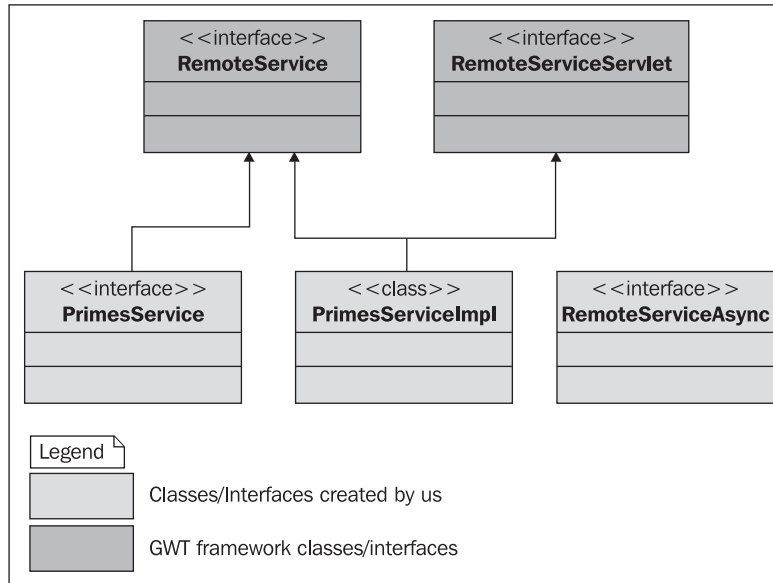 <<interface>>
RemoteService
<<interface>>
RemoteServiceServlet
<<interface>>
PrimesService
<<class>>
PrimesServiceImpl
<<interface>>
RemoteServiceAsync
Legend
Classes/Interfaces created by us
GWT framework classes/interfaces